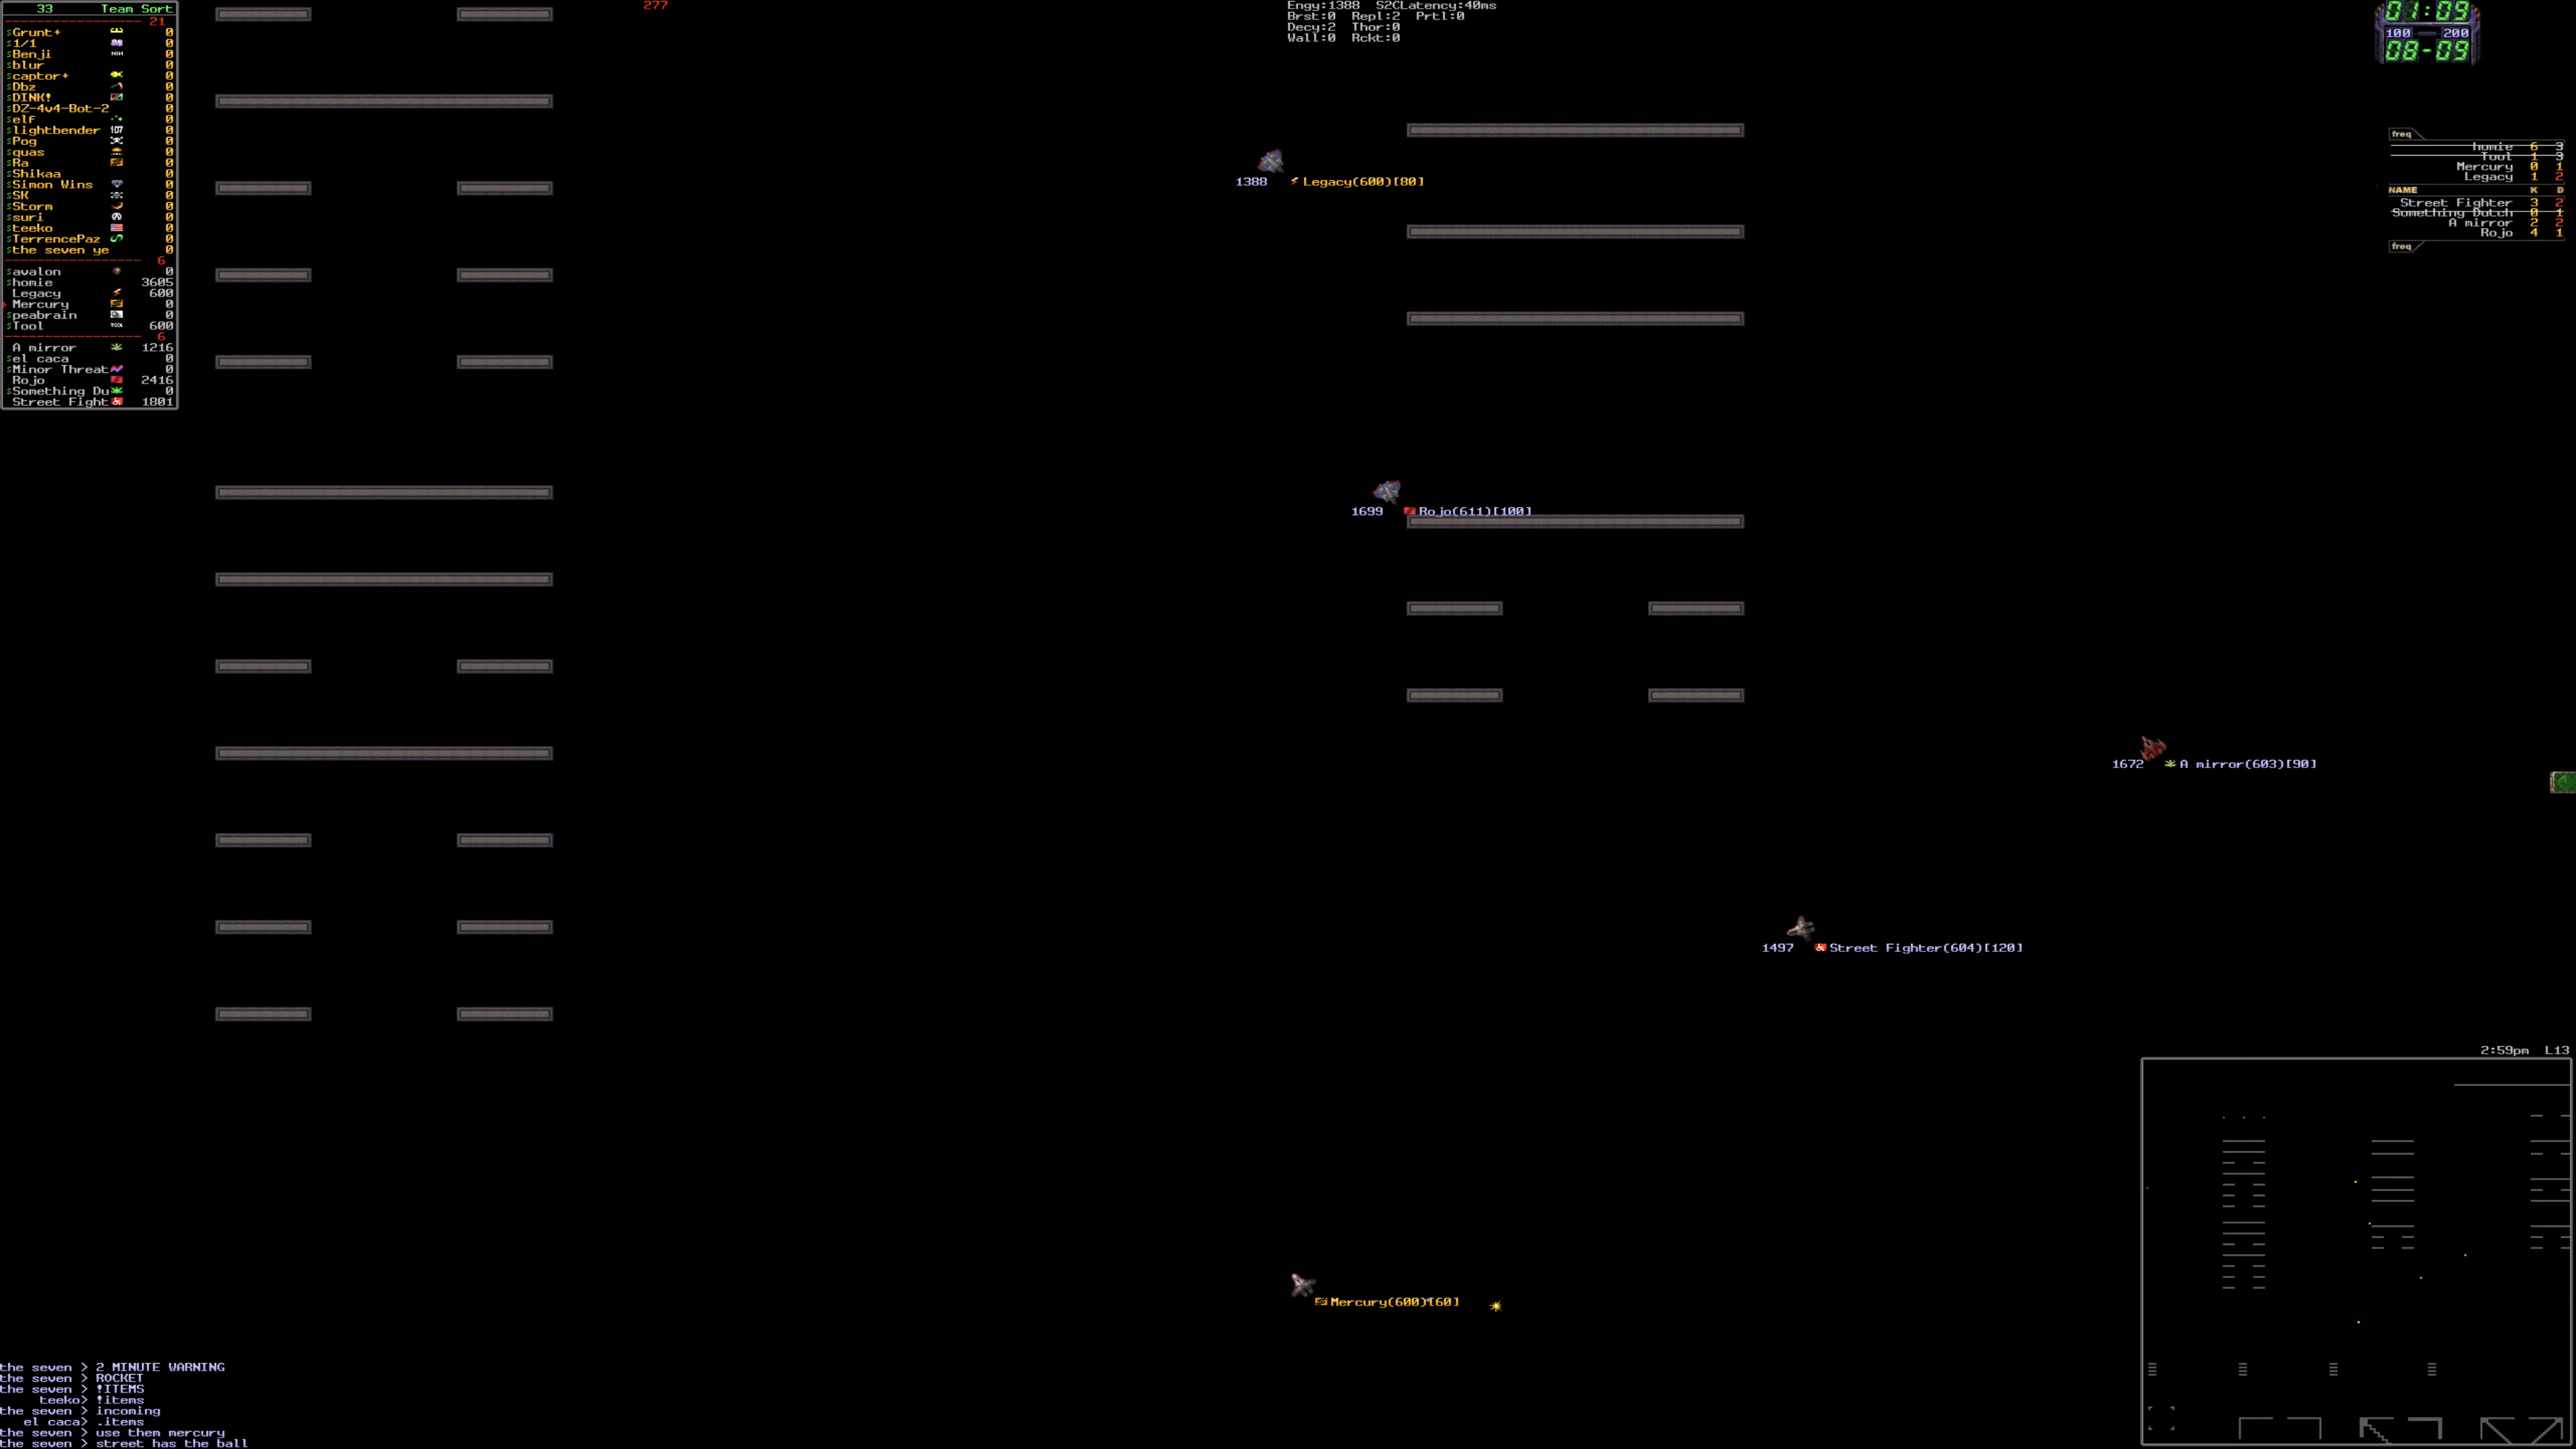 33 Team Sort
21
$Grunt+ 0
$1/1 0
$Benji NIH 0
$blur 0
$captor+ 0
$Dbz 0
$DINK! 0
$DZ-4v4-Bot-2 0
$elf 0
$lightbender 107 0
$Pog 0
$quas 0
$Ra 0
$Shikaa 0
$Simon Wins 0
$SK 0
$Storm 0
$suri 0
$teeko 0
$TerrencePaz 0
$the seven ye 0
6
$avalon 0
$homie 3605
Legacy 600
Mercury 0
$peabrain 0
$Tool TOOL 600
6
A mirror 1216
$el caca 0
$Minor Threat 0
Rojo 2416
$Something Du 0
Street Fight 1801
277
Engy:1388 S2CLatency:40ms
Brst:0 Repl:2 Prtl:0
Decy:2 Thor:0
Wall:0 Rckt:0
01:09
100 200
08-09
freq
homie 6 3
Tool 1 3
Mercury 0 1
Legacy 1 2
NAME K D
Street Fighter 3 2
Something Dutch 0 1
A mirror 2 2
Rojo 4 1
freq
1388 Legacy(600)[80]
1699 Rojo(611)[100]
1672 A mirror(603)[90]
1497 Street Fighter(604)[120]
Mercury(600)[60]
2:59pm L13
the seven > 2 MINUTE WARNING
the seven > ROCKET
the seven > !ITEMS
teeko> !items
the seven > incoming
el caca> .items
the seven > use them mercury
the seven > street has the ball